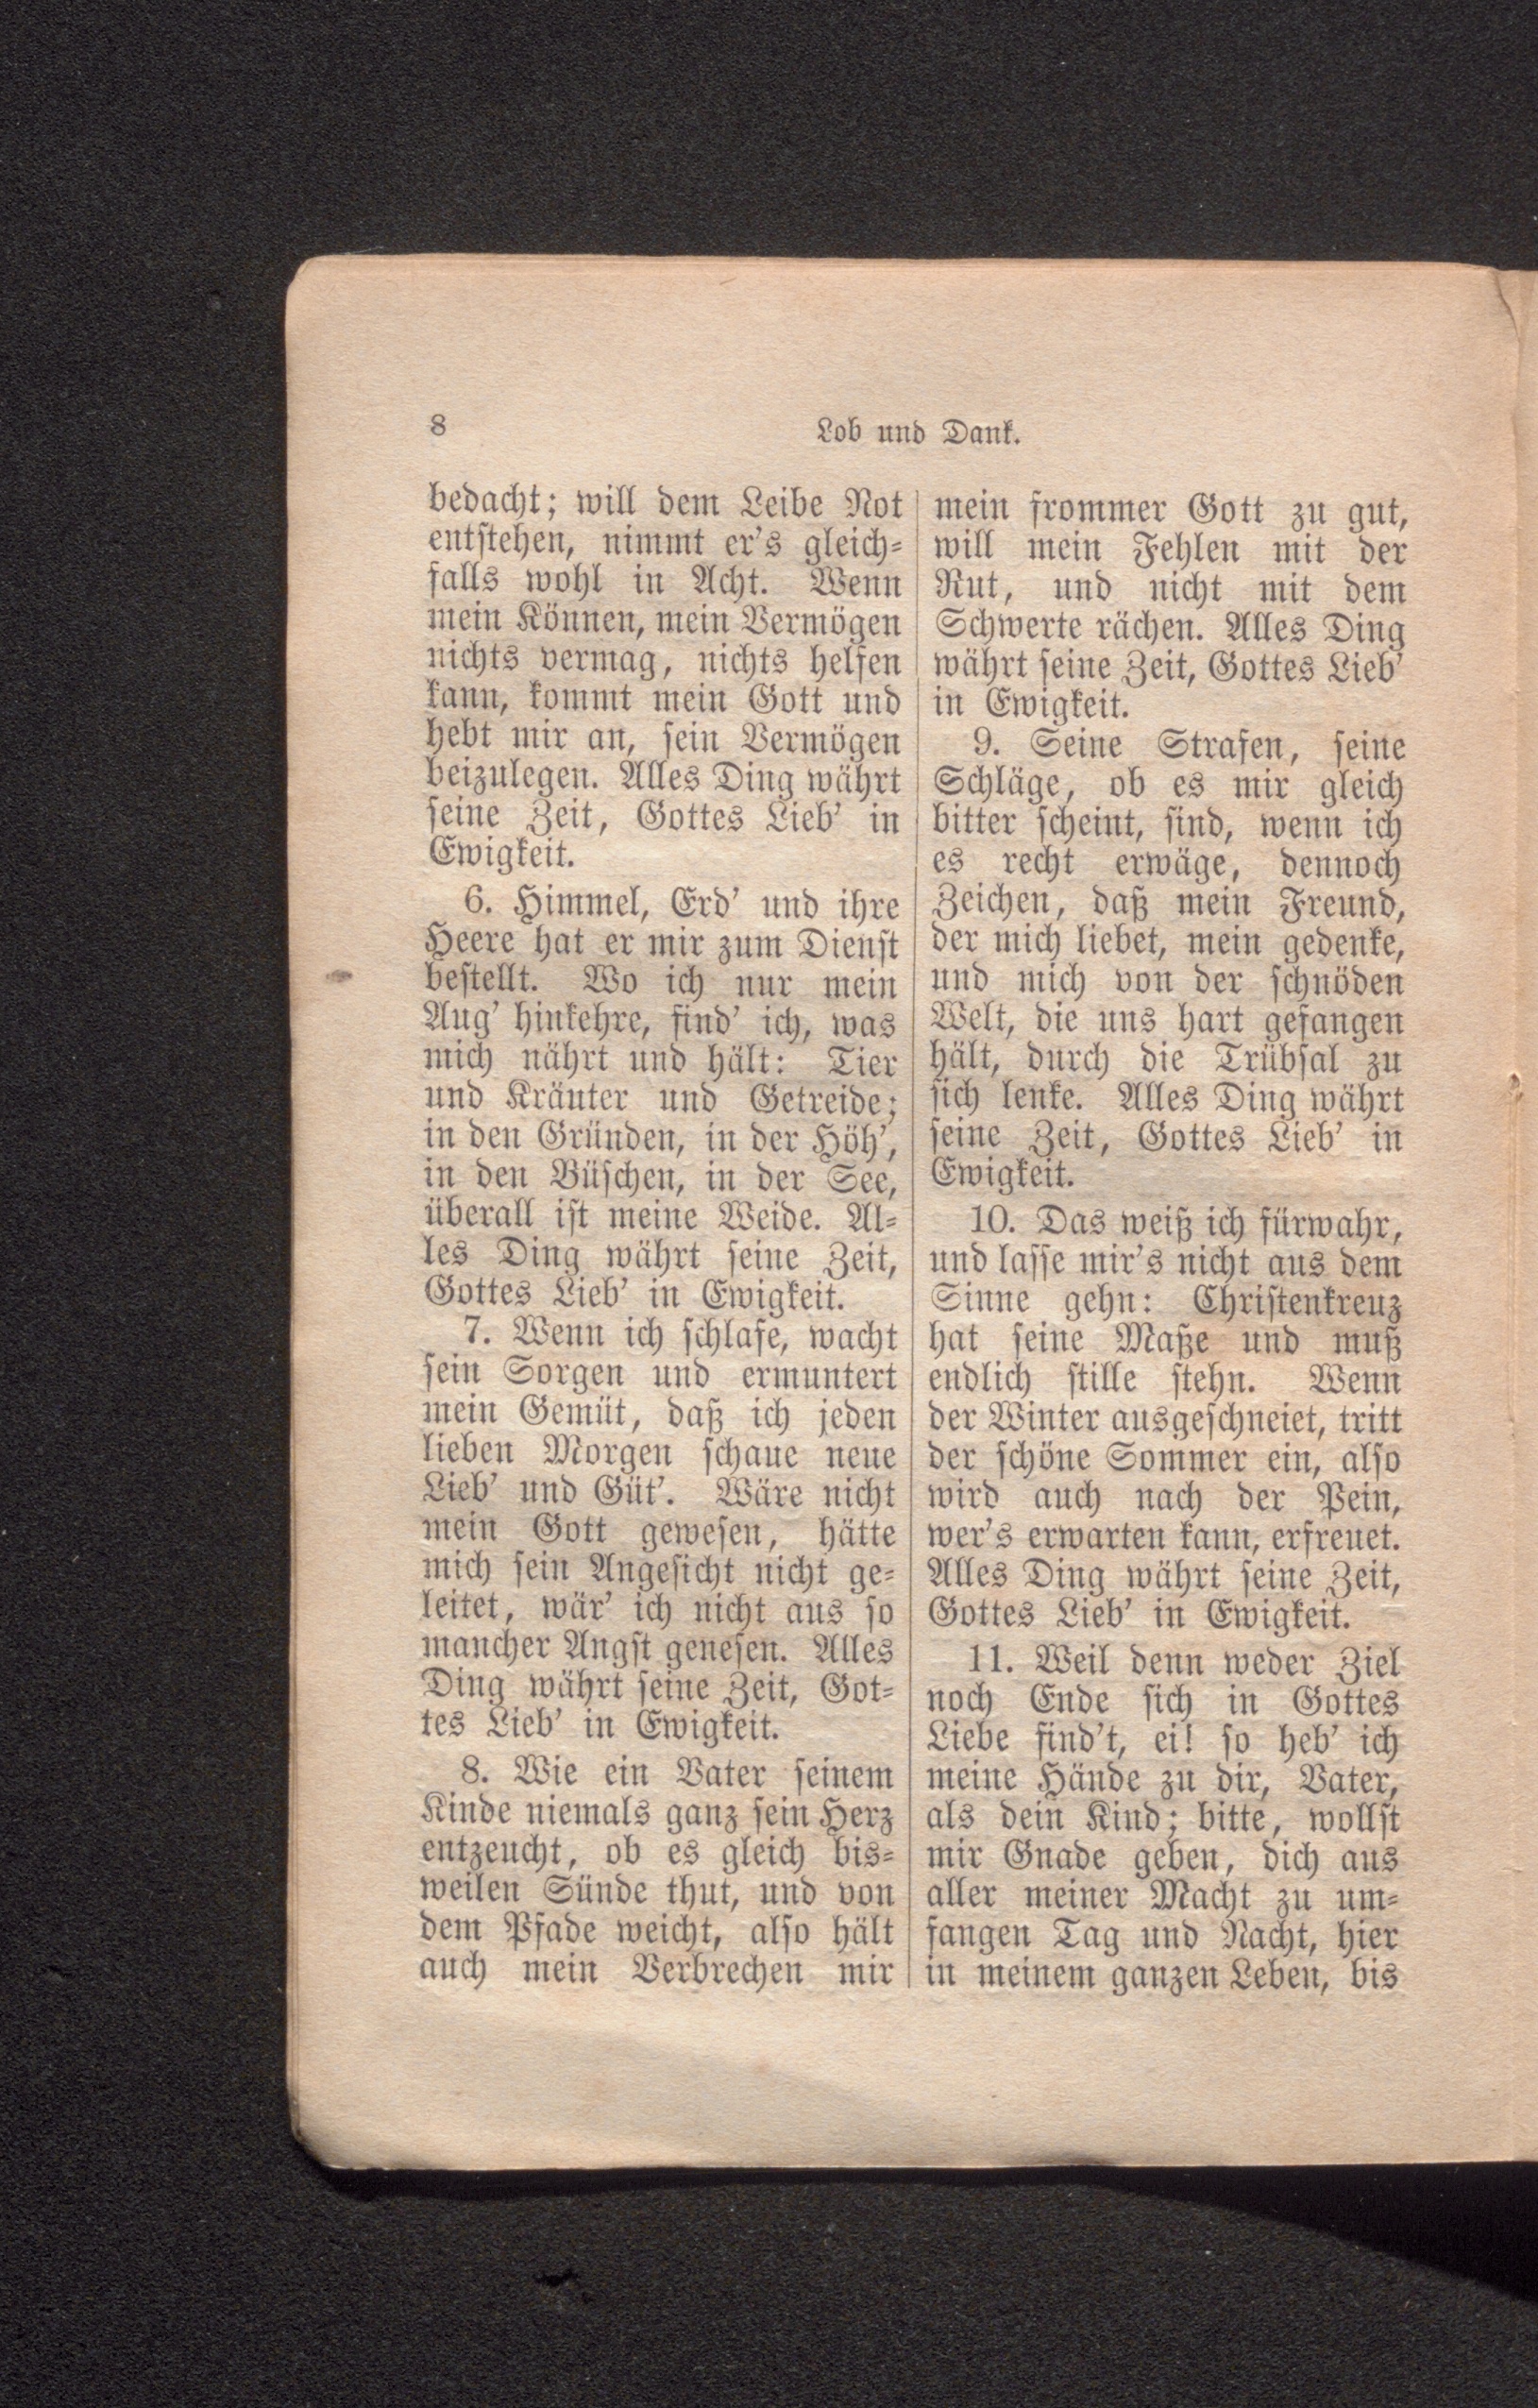 8
Lob und Dank.
bedacht; will dem Leibe Not
entstehen, nimmt er's gleich-
falls wohl in Acht. Wenn
mein Können, mein Vermögen
nichts vermag, nichts helfen
kann, kommt mein Gott und
hebt mir an, sein Vermögen
beizulegen. Alles Ding währt
seine Zeit, Gottes Lieb' in
Ewigkeit.
6. Himmel, Erd' und ihre
Heere hat er mir zum Dienst
bestellt. Wo ich nur mein
Aug' hinkehre, find' ich, was
mich nährt und hält: Tier
und Kräuter und Getreide;
in den Gründen, in der Höh',
in den Büschen, in der See,
überall ist meine Weide. Al-
les Ding währt seine Zeit,
Gottes Lieb' in Ewigkeit.
7. Wenn ich schlafe, wacht
sein Sorgen und ermuntert
mein Gemüt, daß ich jeden
lieben Morgen schaue neue
Lieb' und Güt'. Wäre nicht
mein Gott gewesen, hätte
mich sein Angesicht nicht ge-
leitet, wär' ich nicht aus so
mancher Angst genesen. Alles
Ding währt seine Zeit, Got-
tes Lieb' in Ewigkeit.
8. Wie ein Vater seinem
Kinde niemals ganz sein Herz
entzeucht, ob es gleich bis-
weilen Sünde thut, und von
dem Pfade weicht, also hält
auch mein Verbrechen mir
mein frommer Gott zu gut,
will mein Fehlen mit der
Rut, und nicht mit dem
Schwerte rächen. Alles Ding
währt seine Zeit, Gottes Lieb'
in Ewigkeit.
9. Seine Strafen, seine
Schläge, ob es mir gleich
bitter scheint, sind, wenn ich
es recht erwäge, dennoch
Zeichen, daß mein Freund,
der mich liebet, mein gedenke,
und mich von der schnöden
Welt, die uns hart gefangen
hält, durch die Trübsal zu
sich lenke. Alles Ding währt
seine Zeit, Gottes Lieb' in
Ewigkeit.
10. Das weiß ich fürwahr,
und lasse mir's nicht aus dem
Sinne gehn: Christenkreuz
hat seine Maße und muß
endlich stille stehn. Wenn
der Winter ausgeschneiet, tritt
der schöne Sommer ein, also
wird auch nach der Pein,
wer's erwarten kann, erfreuet.
Alles Ding währt seine Zeit,
Gottes Lieb' in Ewigkeit.
11. Weil denn weder Ziel
noch Ende sich in Gottes
Liebe find't, ei! so heb' ich
meine Hände zu dir, Vater,
als dein Kind; bitte, wollst
mir Gnade geben, dich aus
aller meiner Macht zu um-
fangen Tag und Nacht, hier
in meinem ganzen Leben, bis